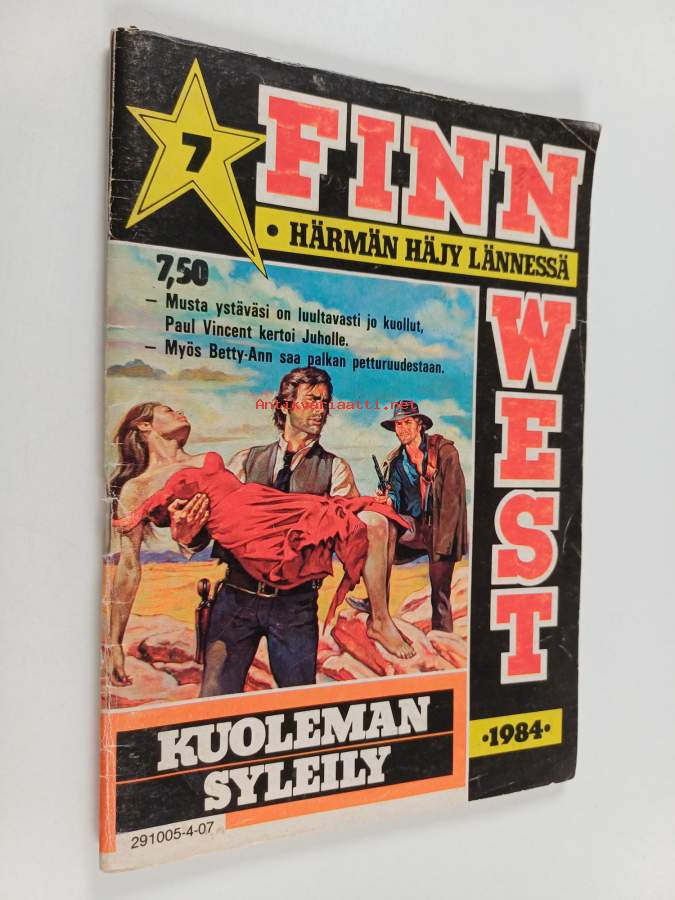 7
FINN
• HÄRMÄN HÄJY LÄNNESSÄ
WEST
7,50
– Musta ystäväsi on luultavasti jo kuollut,
Paul Vincent kertoi Juholle.
– Myös Betty-Ann saa palkan petturuudestaan.
Antikvariaatti.net
KUOLEMAN
SYLEILY
•1984•
291005-4-07